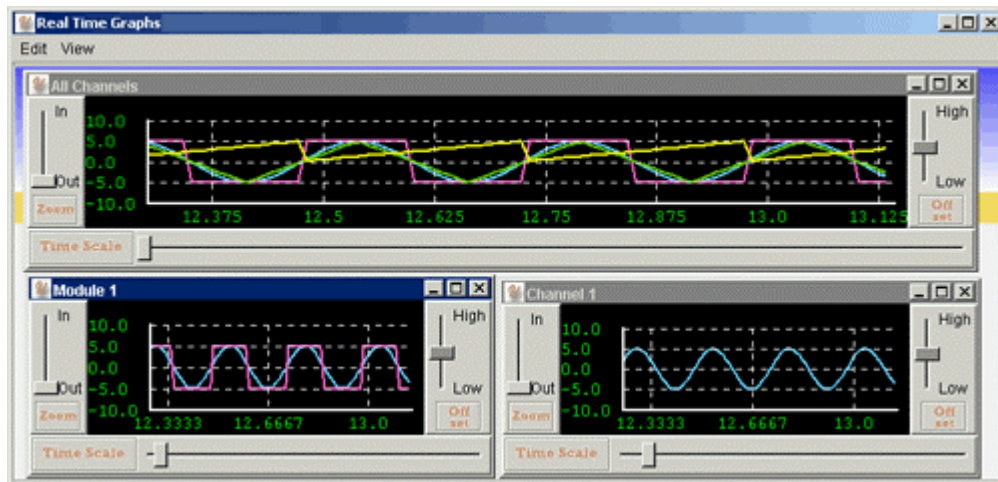 Real Time Graphs
Edit View
All Channels
In
Out
Zoom
10.0
5.0
0.0
-5.0
-10.0
12.375 12.5 12.625 12.75 12.875 13.0 13.125
High
Low
Off
set
Time Scale
Module 1
In
Out
Zoom
10.0
5.0
0.0
-5.0
-10.0
12.3333 12.6667 13.0
High
Low
Off
set
Time Scale
Channel 1
In
Out
Zoom
10.0
5.0
0.0
-5.0
-10.0
12.3333 12.6667 13.0
High
Low
Off
set
Time Scale